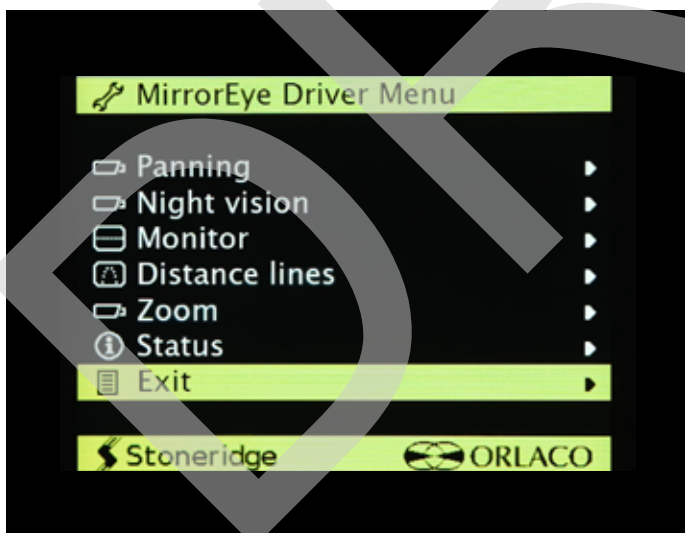 MirrorEye Driver Menu
Panning
Night vision
Monitor
Distance lines
Zoom
Status
Exit
Stoneridge ORLACO